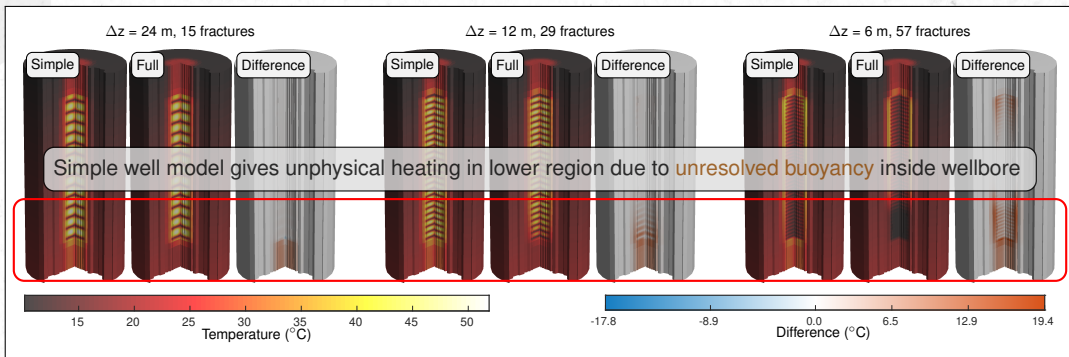 Δz = 24 m, 15 fractures
Δz = 12 m, 29 fractures
Δz = 6 m, 57 fractures
Simple
Full
Difference
Simple
Full
Difference
Simple
Full
Difference
Simple well model gives unphysical heating in lower region due to unresolved buoyancy inside wellbore
15 20 25 30 35 40 45 50
Temperature (°C)
-17.8 -8.9 0.0 6.5 12.9 19.4
Difference (°C)